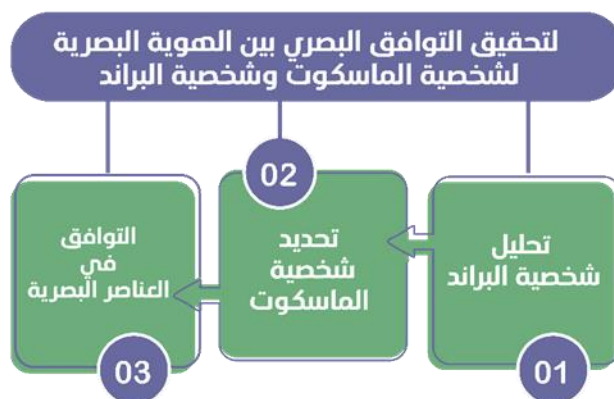 لتحقيق التوافق البصري بين الهوية البصرية
لشخصية الماسكوت وشخصية البراند
01
تحليل
شخصية البراند
02
تحديد
شخصية
الماسكوت
03
التوافق
في
العناصر البصرية